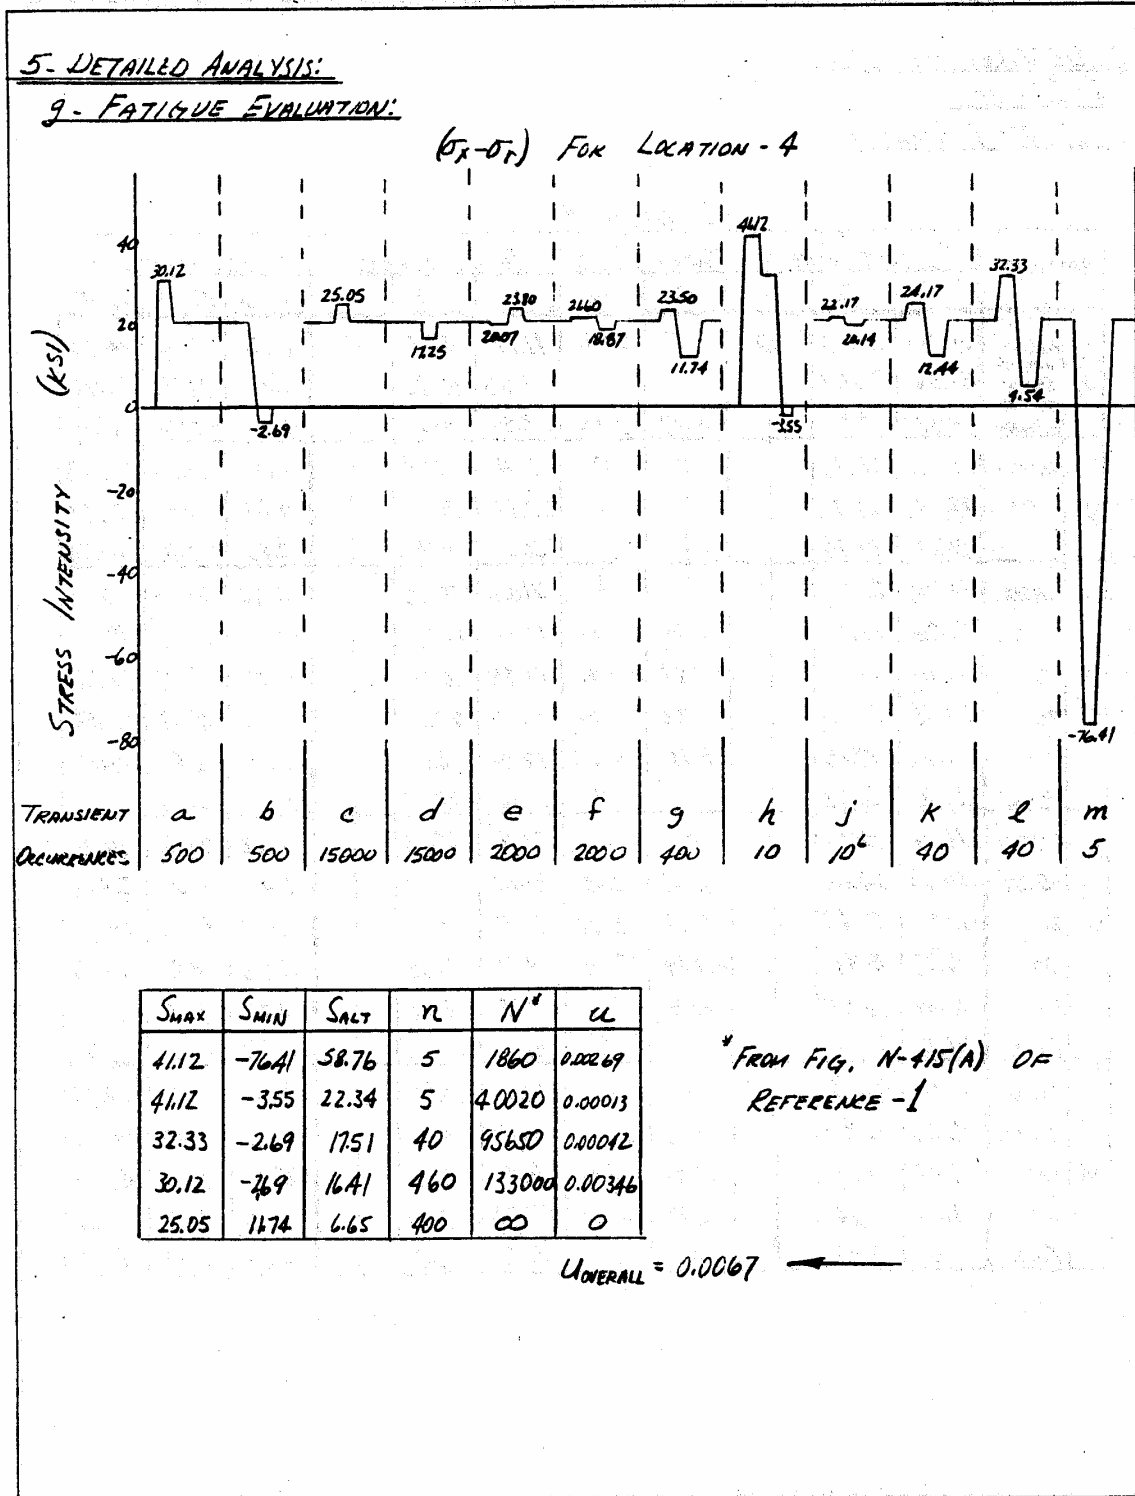 5- DETAILED ANALYSIS:
g- FATIGUE EVALUATION:
(σx-σr) FOR LOCATION - 4
STRESS INTENSITY (KSI)
40
20
0
-20
-40
-60
-80
30.12
-2.69
25.05
17.25
20.07
23.80
21.60
18.87
23.50
11.74
41.12
-3.55
22.17
20.14
24.17
12.44
32.33
4.54
-76.41
TRANSIENT a b c d e f g h j k l m
OCCURRENCES 500 500 15000 15000 2000 2000 400 10 10^6 40 40 5
SMAX SMIN SALT n N* u
41.12 -76.41 58.76 5 1860 0.00269
41.12 -3.55 22.34 5 40020 0.00013
32.33 -2.69 17.51 40 95650 0.00042
30.12 -2.69 16.41 460 133000 0.00346
25.05 11.74 6.65 400 ∞ 0
UOVERALL = 0.0067
* FROM FIG. N-415(A) OF
REFERENCE -1